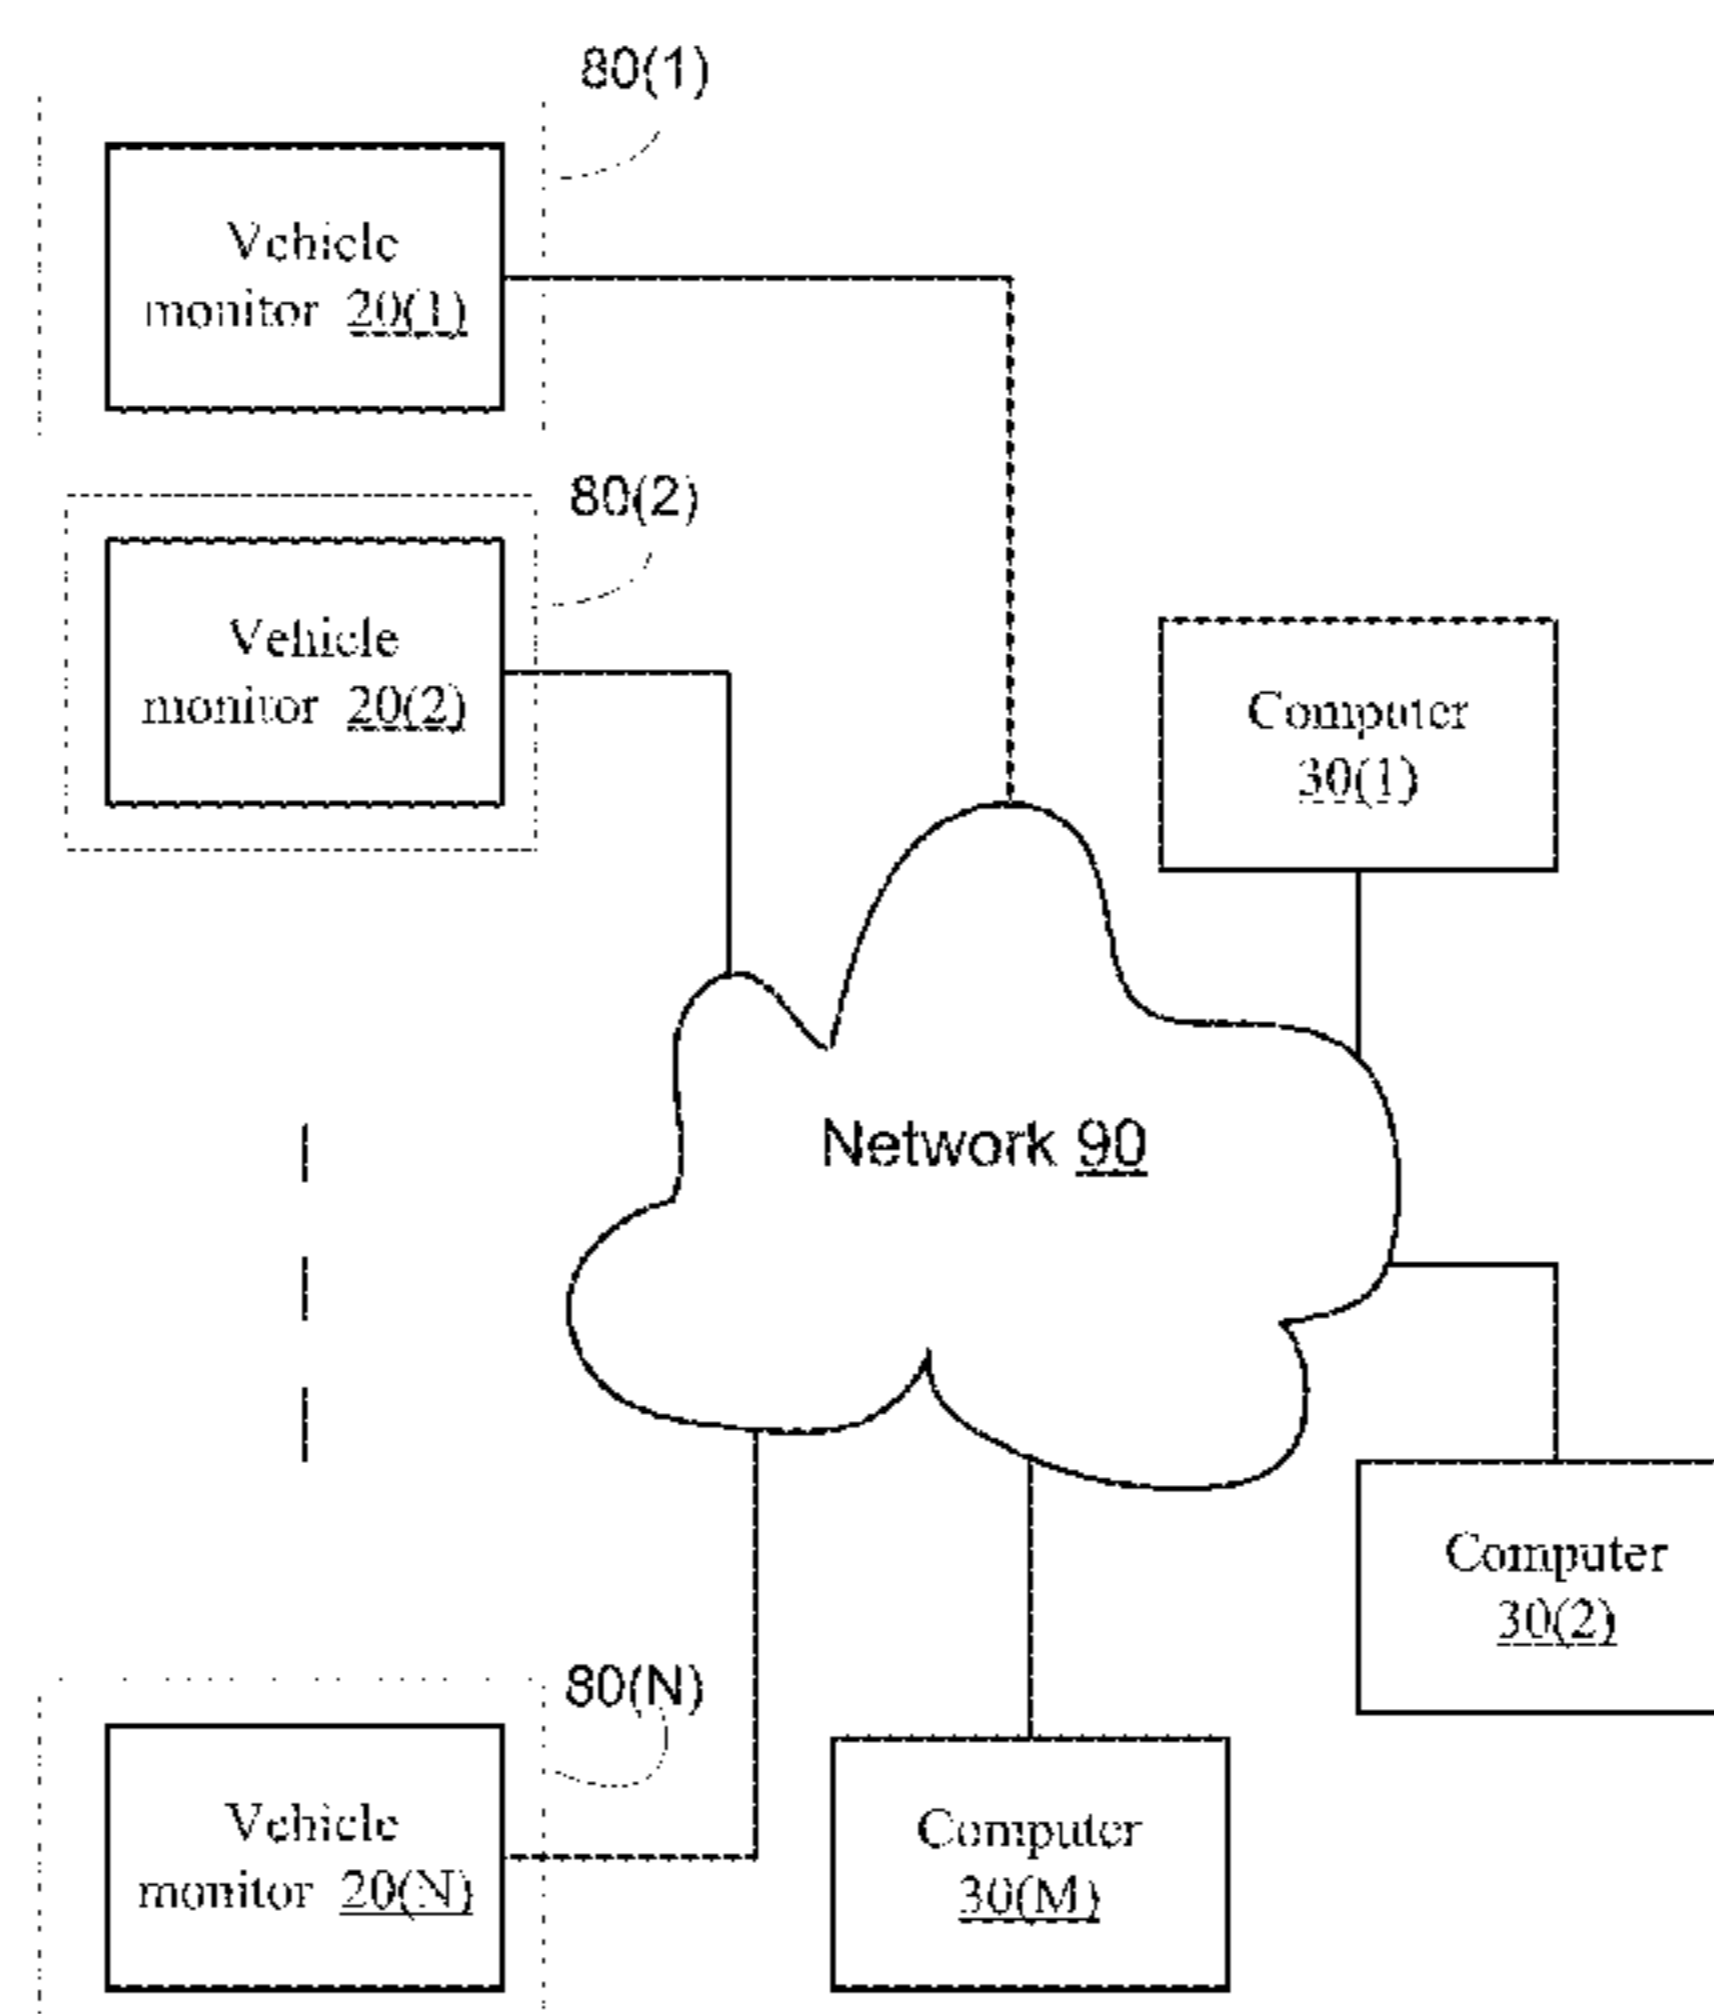 80(1)
Vehicle
monitor 20(1)
80(2)
Vehicle
monitor 20(2)
Computer
30(1)
Network 90
Computer
30(2)
80(N)
Vehicle
monitor 20(N)
Computer
30(M)